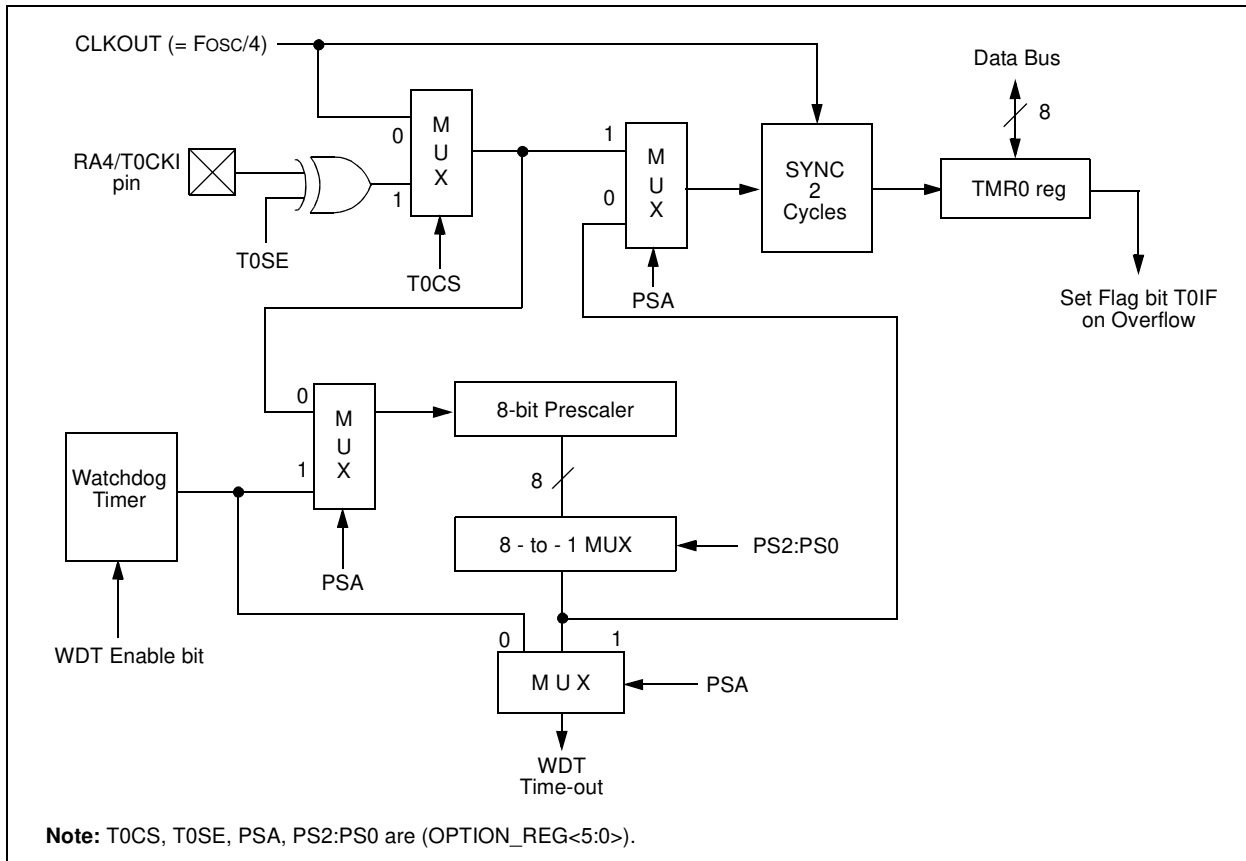 CLKOUT (= FOSC/4)
Data Bus
8
M
U
X
0
1
RA4/T0CKI
pin
T0SE
T0CS
1
0
M
U
X
PSA
SYNC
2
Cycles
TMR0 reg
Set Flag bit T0IF
on Overflow
0
1
M
U
X
PSA
8-bit Prescaler
8
Watchdog
Timer
8 - to - 1 MUX
PS2:PS0
WDT Enable bit
0
1
M U X
PSA
WDT
Time-out
Note: T0CS, T0SE, PSA, PS2:PS0 are (OPTION_REG<5:0>).